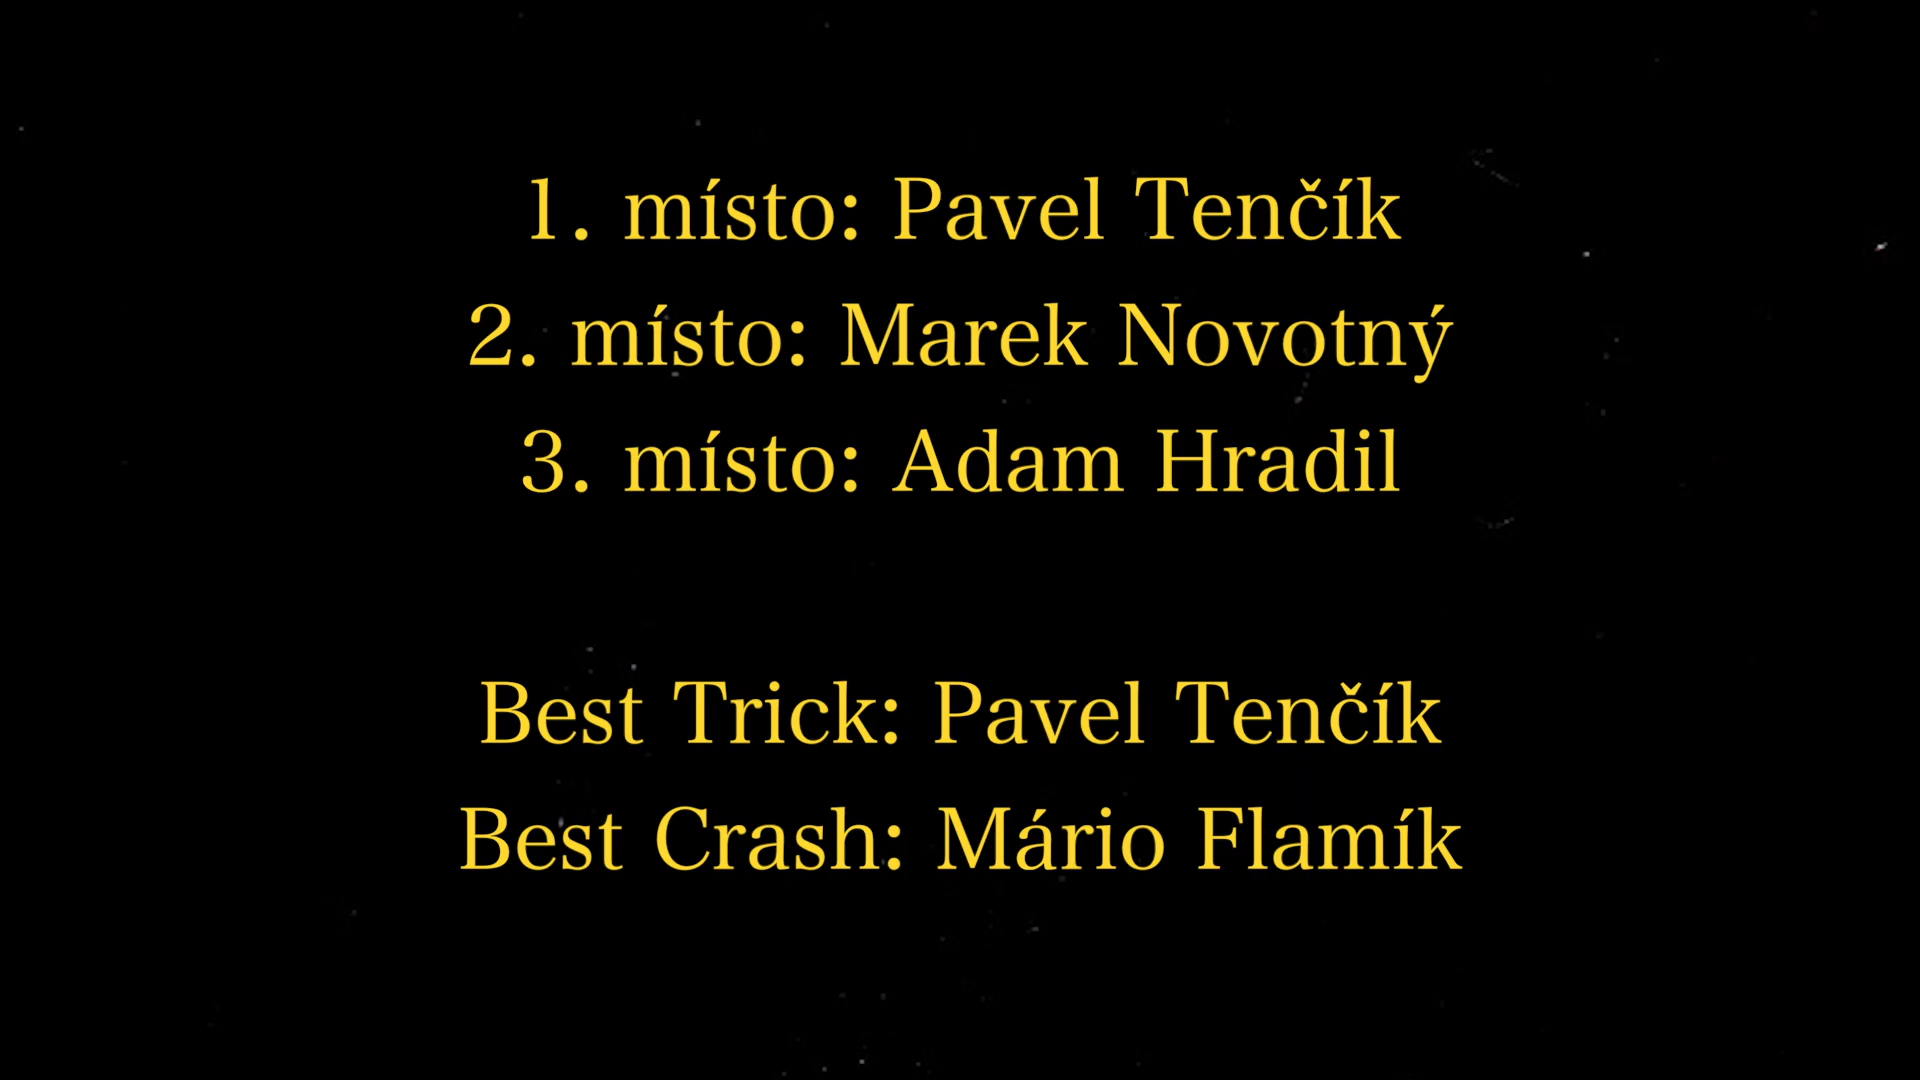 1. místo: Pavel Tenčík
2. místo: Marek Novotný
3. místo: Adam Hradil
Best Trick: Pavel Tenčík
Best Crash: Mário Flamík